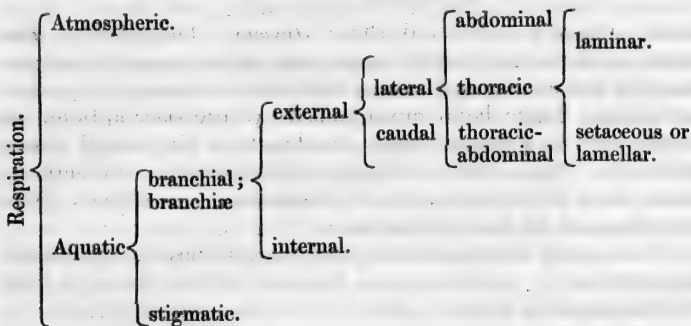 Respiration.
Atmospheric.
Aquatic
branchial;
branchiæ
stigmatic.
external
internal.
lateral
caudal
abdominal
thoracic
thoracic-
abdominal
laminar.
setaceous or
lamellar.